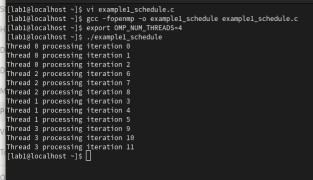 [lab1@localhost ~]$ vi example1_schedule.c
[lab1@localhost ~]$ gcc -fopenmp -o example1_schedule example1_schedule.c
[lab1@localhost ~]$ export OMP_NUM_THREADS=4
[lab1@localhost ~]$ ./example1_schedule
Thread 0 processing iteration 0
Thread 0 processing iteration 1
Thread 0 processing iteration 2
Thread 2 processing iteration 6
Thread 2 processing iteration 7
Thread 2 processing iteration 8
Thread 1 processing iteration 3
Thread 1 processing iteration 4
Thread 1 processing iteration 5
Thread 3 processing iteration 9
Thread 3 processing iteration 10
Thread 3 processing iteration 11
[lab1@localhost ~]$